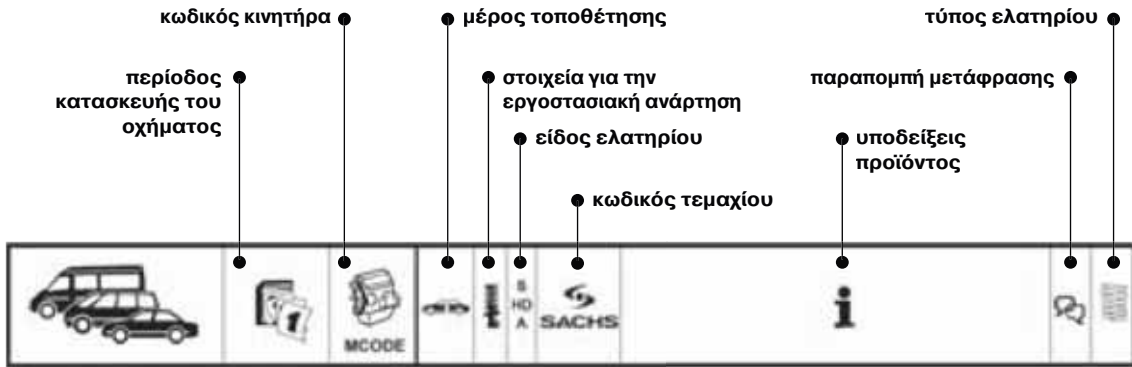 κωδικός κινητήρα
μέρος τοποθέτησης
τύπος ελατηρίου
περίοδος
κατασκευής του
οχήματος
στοιχεία για την
εργοστασιακή ανάρτηση
παραπομπή μετάφρασης
είδος ελατηρίου
υποδείξεις
προϊόντος
κωδικός τεμαχίου
1
MCODE
S
HD
A
SACHS
i